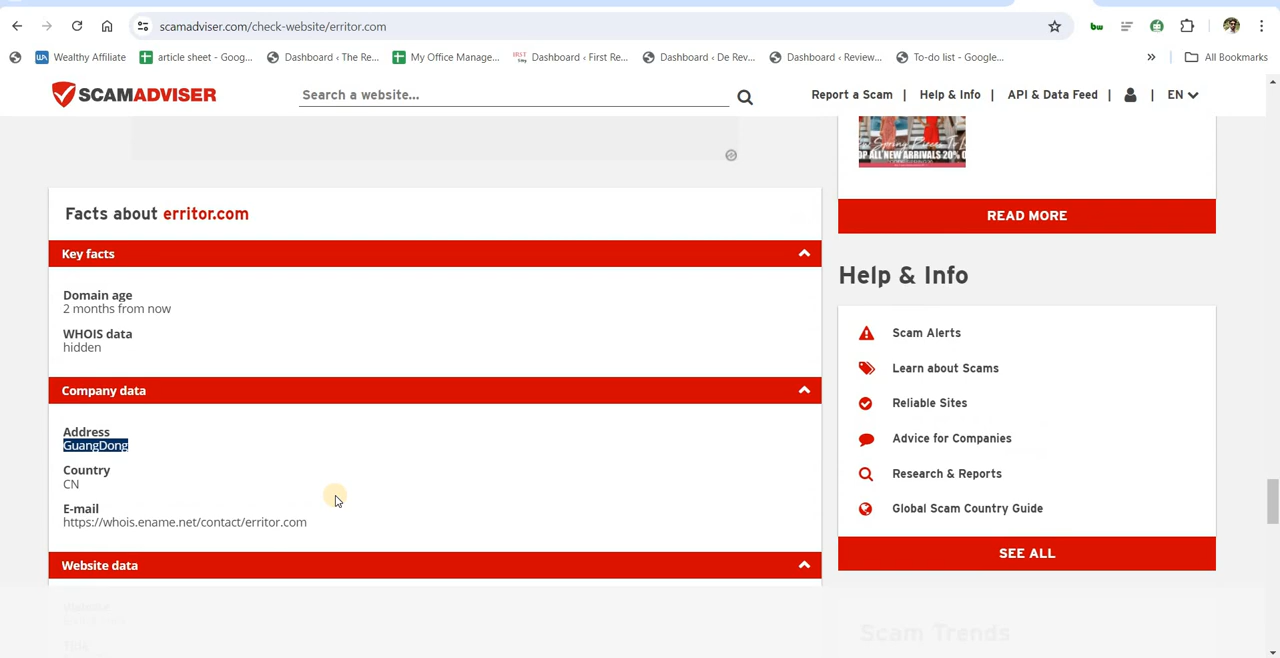 scamadviser.com/check-website/erritor.com
WA Wealthy Affiliate
article sheet - Goog...
Dashboard ‹ The Re...
My Office Manage...
Dashboard ‹ First Re...
Dashboard ‹ De Rev...
Dashboard ‹ Review...
To-do list - Google...
»
All Bookmarks
SCAMADVISER
Search a website...
Report a Scam | Help & Info | API & Data Feed | | EN
Facts about erritor.com
Key facts
Domain age
2 months from now
WHOIS data
hidden
Company data
Address
GuangDong
Country
CN
E-mail
https://whois.ename.net/contact/erritor.com
Website data
READ MORE
Help & Info
Scam Alerts
Learn about Scams
Reliable Sites
Advice for Companies
Research & Reports
Global Scam Country Guide
SEE ALL
Scam Trends